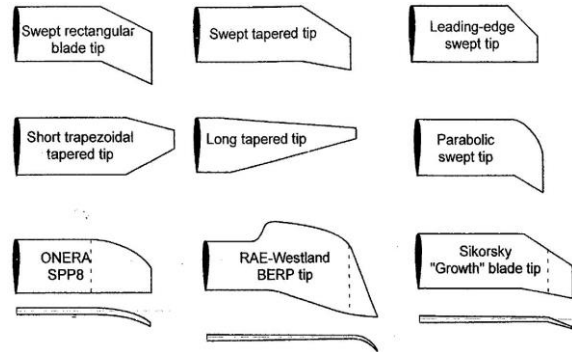 Swept rectangular
blade tip
Swept tapered tip
Leading-edge
swept tip
Short trapezoidal
tapered tip
Long tapered tip
Parabolic
swept tip
ONERA
SPP8
RAE-Westland
BERP tip
Sikorsky
"Growth" blade tip